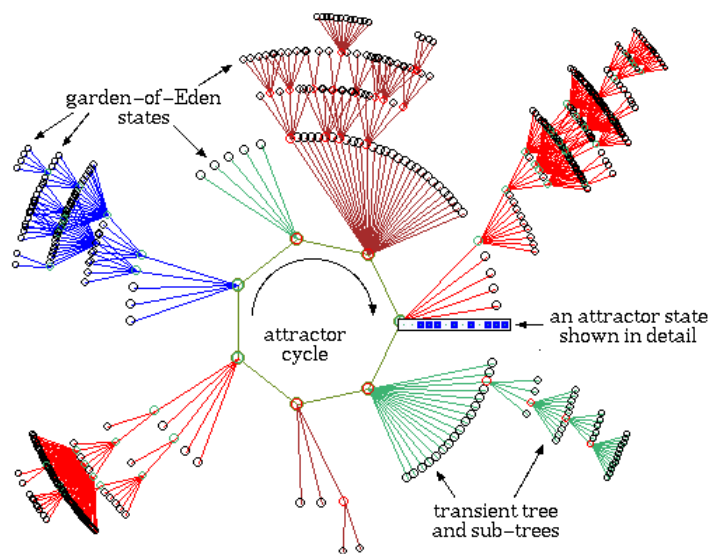 garden-of-Eden
states
attractor
cycle
an attractor state
shown in detail
transient tree
and sub-trees